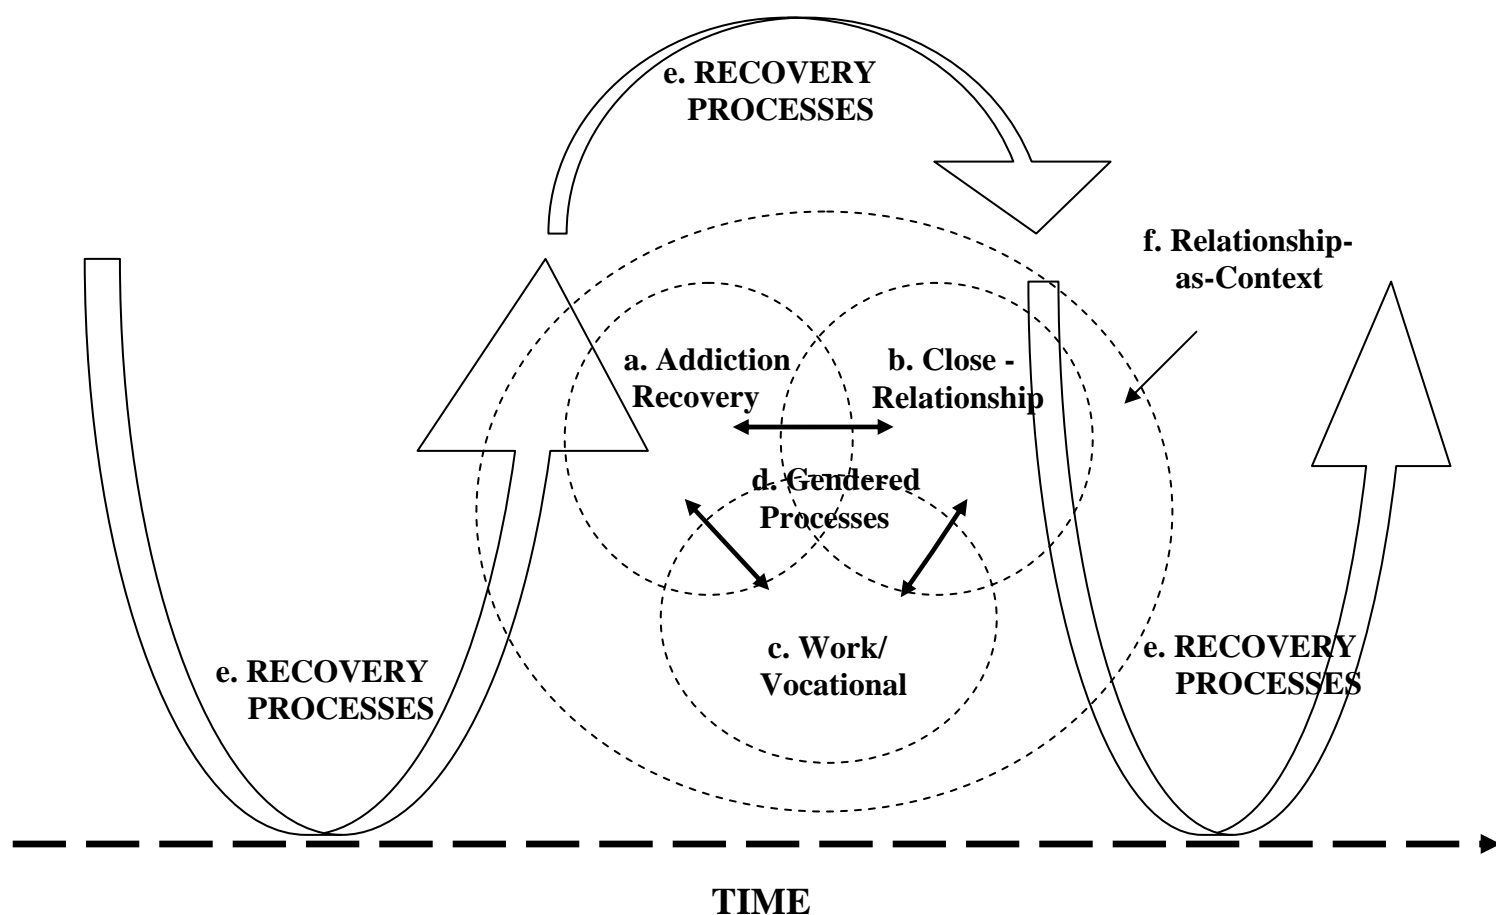 e. RECOVERY
PROCESSES
f. Relationship-
as-Context
a. Addiction
Recovery
b. Close -
Relationship
d. Gendered
Processes
c. Work/
Vocational
e. RECOVERY
PROCESSES
e. RECOVERY
PROCESSES
TIME